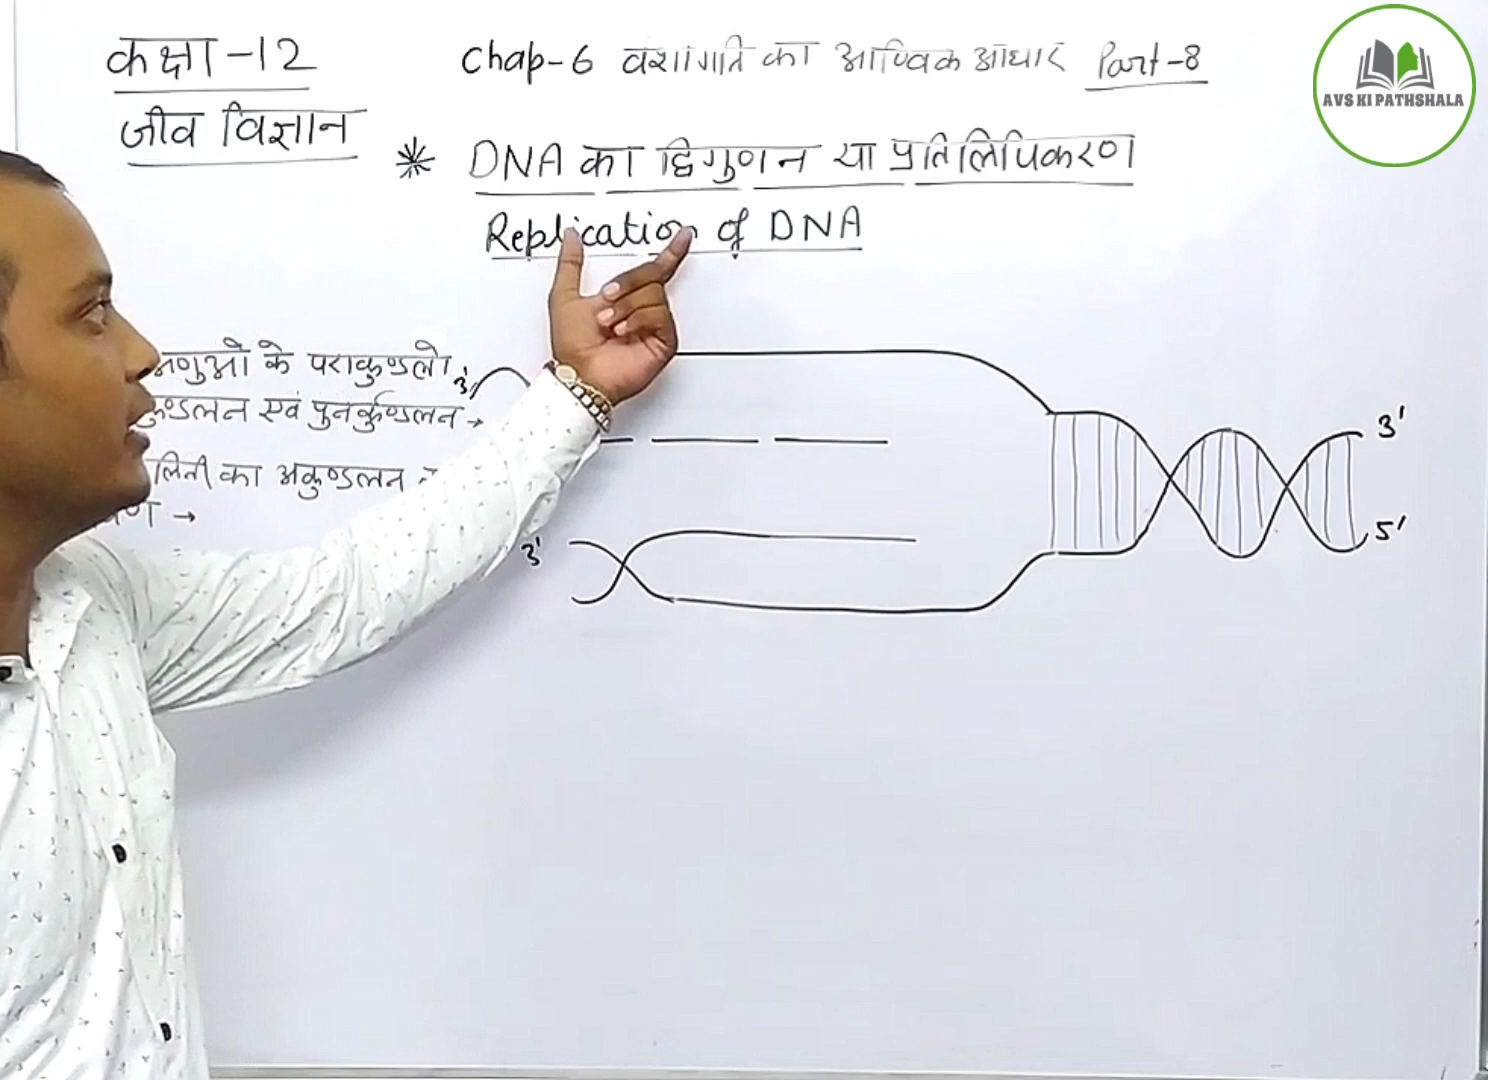 कक्षा -12
जीव विज्ञान
Chap-6 वंशागति का आण्विक आधार Part-8
AVS KI PATHSHALA
* DNA का द्विगुणन या प्रतिलिपिकरण
Replication of DNA
अणुओ के पराकुण्डलो
कुण्डलन एवं पुनर्कुण्डलन →
का अकुण्डलन
→
3'
3'
3'
5'